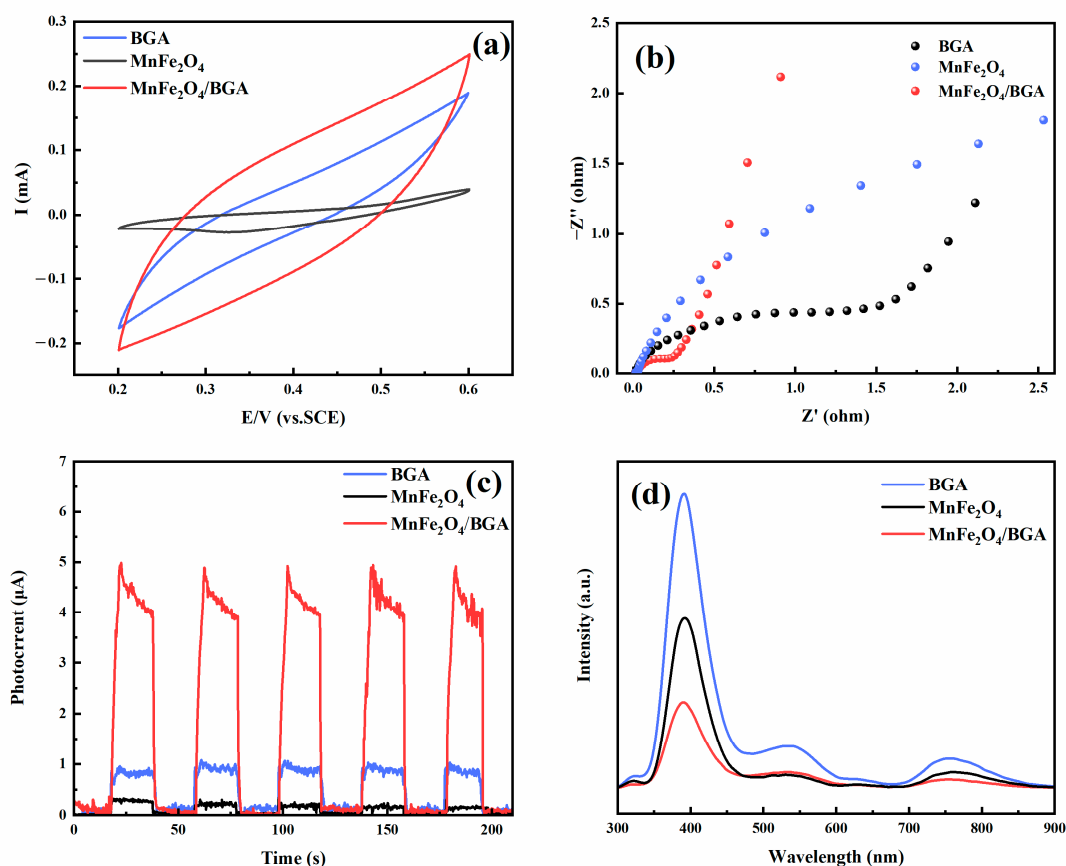 (a)
BGA
MnFe₂O₄
MnFe₂O₄/BGA
I (mA)
0.3
0.2
0.1
0.0
−0.1
−0.2
0.2
0.3
0.4
0.5
0.6
E/V (vs.SCE)
(b)
BGA
MnFe₂O₄
MnFe₂O₄/BGA
−Z'' (ohm)
2.5
2.0
1.5
1.0
0.5
0.0
0.0
0.5
1.0
1.5
2.0
2.5
Z' (ohm)
(c)
BGA
MnFe₂O₄
MnFe₂O₄/BGA
Photocrrent (μA)
7
6
5
4
3
2
1
0
0
50
100
150
200
Time (s)
(d)
BGA
MnFe₂O₄
MnFe₂O₄/BGA
Intensity (a.u.)
300
400
500
600
700
800
900
Wavelength (nm)